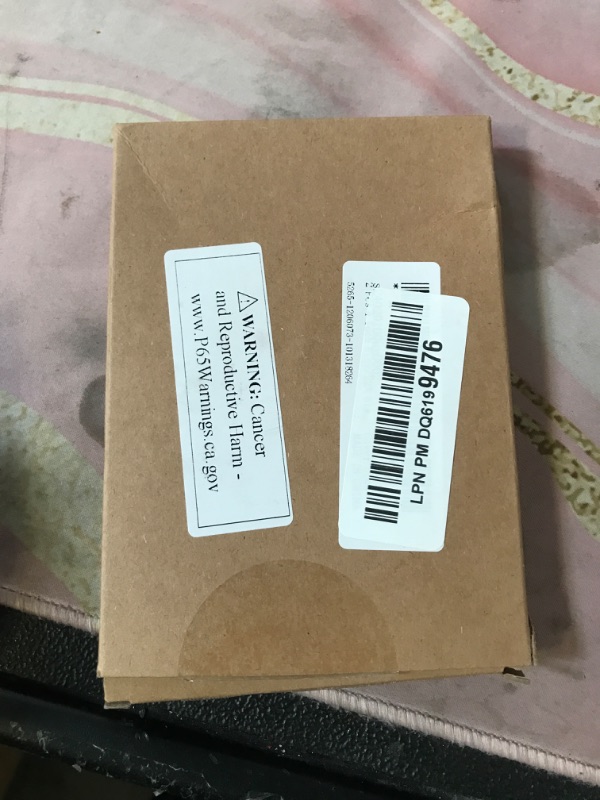 ⚠ WARNING: Cancer
and Reproductive Harm -
www.P65Warnings.ca.gov
LPN PM DQ6199476